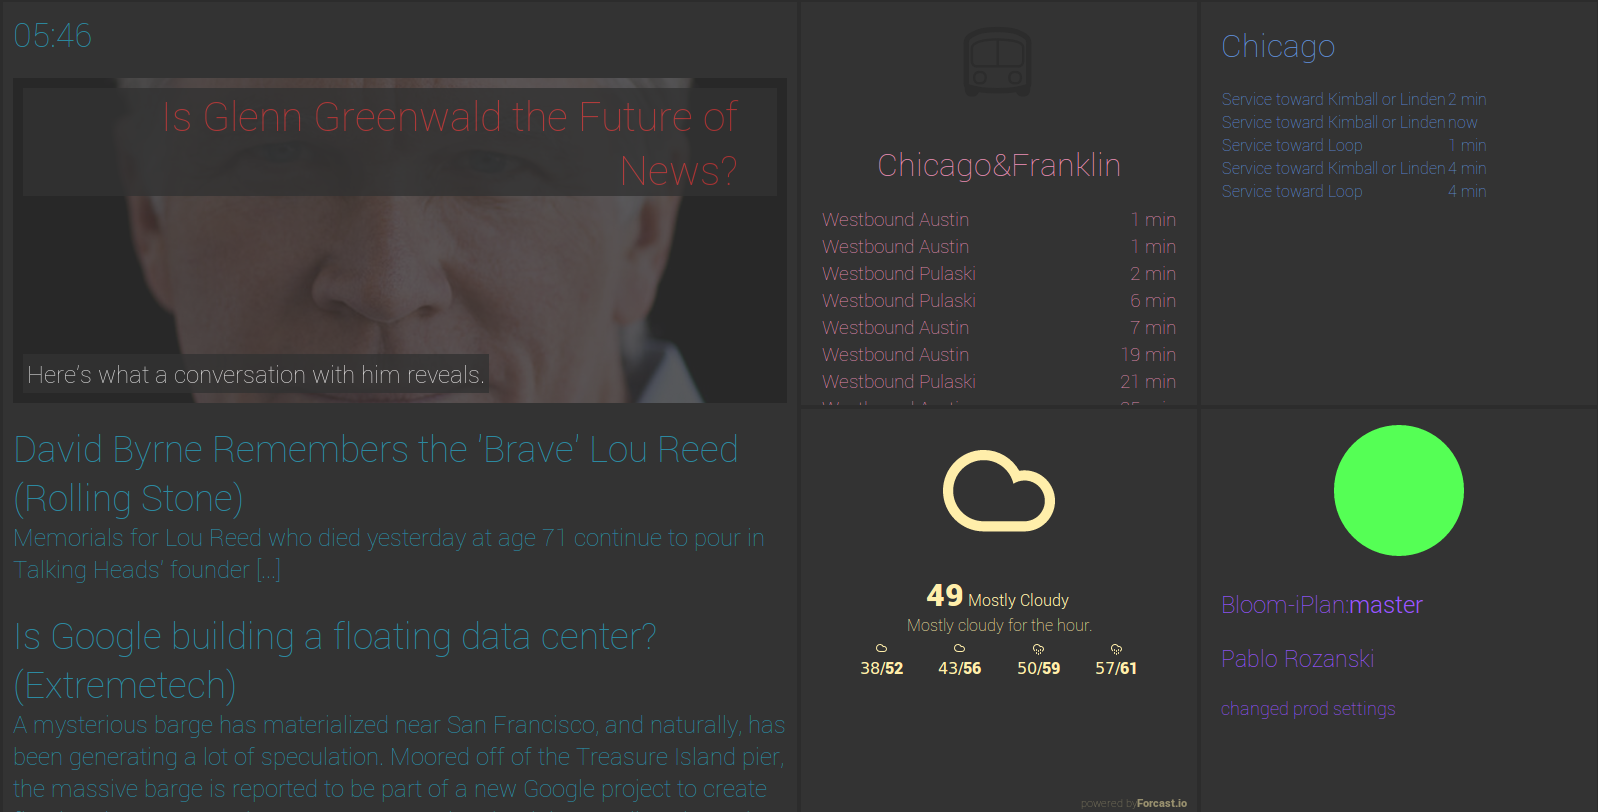 05:46
Is Glenn Greenwald the Future of
News?
Here's what a conversation with him reveals.
David Byrne Remembers the 'Brave' Lou Reed
(Rolling Stone)
Memorials for Lou Reed who died yesterday at age 71 continue to pour in
Talking Heads' founder [...]
Is Google building a floating data center?
(Extremetech)
A mysterious barge has materialized near San Francisco, and naturally, has
been generating a lot of speculation. Moored off of the Treasure Island pier,
the massive barge is reported to be part of a new Google project to create
Chicago&Franklin
Westbound Austin 1 min
Westbound Austin 1 min
Westbound Pulaski 2 min
Westbound Pulaski 6 min
Westbound Austin 7 min
Westbound Austin 19 min
Westbound Pulaski 21 min
Chicago
Service toward Kimball or Linden 2 min
Service toward Kimball or Linden now
Service toward Loop 1 min
Service toward Kimball or Linden 4 min
Service toward Loop 4 min
49 Mostly Cloudy
Mostly cloudy for the hour.
38/52 43/56 50/59 57/61
powered by Forcast.io
Bloom-iPlan:master
Pablo Rozanski
changed prod settings